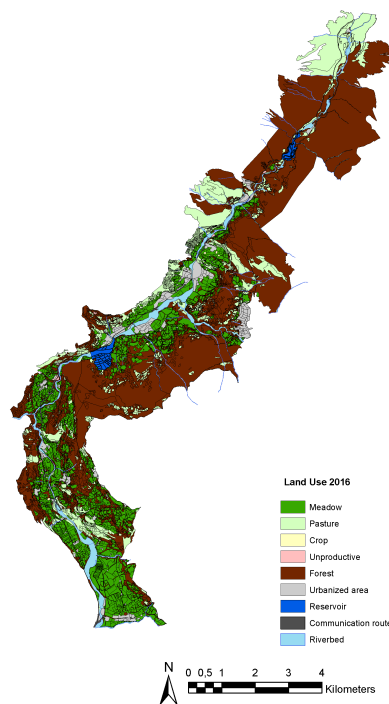 Land Use 2016
Meadow
Pasture
Crop
Unproductive
Forest
Urbanized area
Reservoir
Communication route
Riverbed
N
0 0,5 1 2 3 4
Kilometers